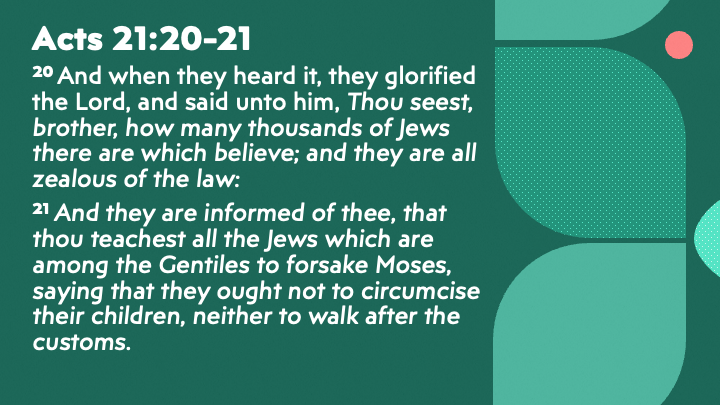 Acts 21:20-21
20 And when they heard it, they glorified
the Lord, and said unto him, Thou seest,
brother, how many thousands of Jews
there are which believe; and they are all
zealous of the law:
21 And they are informed of thee, that
thou teachest all the Jews which are
among the Gentiles to forsake Moses,
saying that they ought not to circumcise
their children, neither to walk after the
customs.